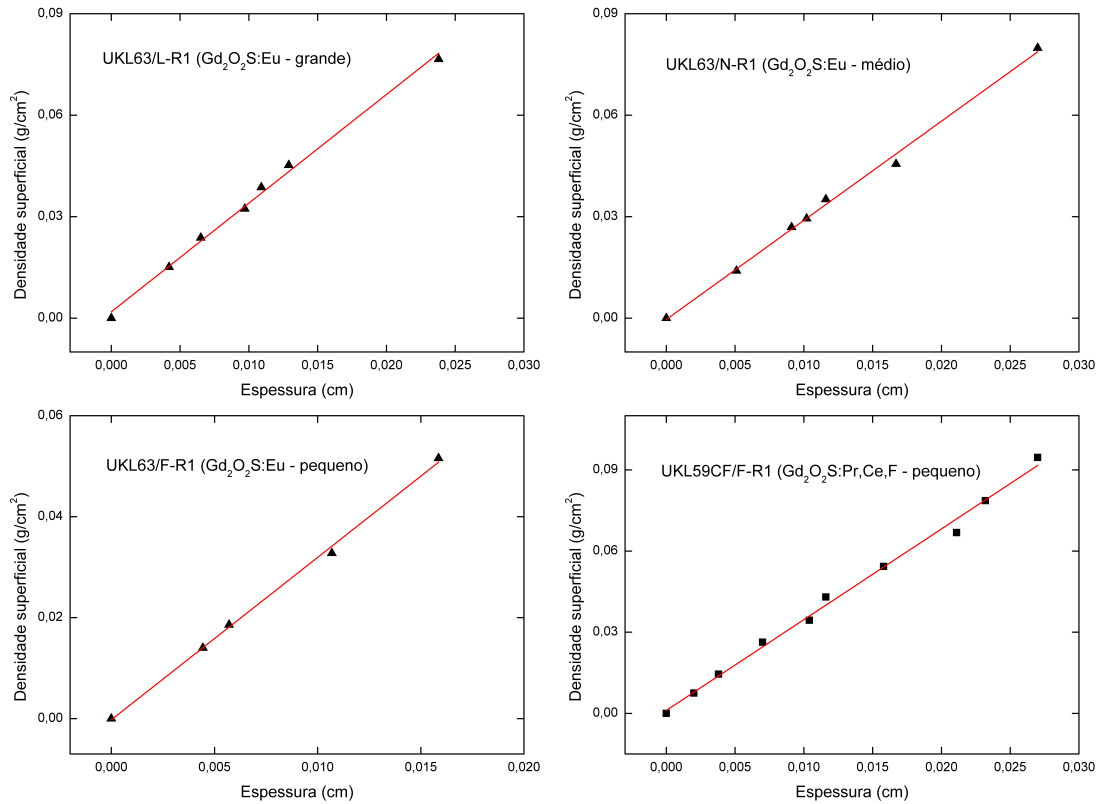 UKL63/L-R1 (Gd2O2S:Eu - grande)
Densidade superficial (g/cm2)
0,09
0,06
0,03
0,00
0,000 0,005 0,010 0,015 0,020 0,025 0,030
Espessura (cm)
UKL63/N-R1 (Gd2O2S:Eu - médio)
Densidade superficial (g/cm2)
0,09
0,06
0,03
0,00
0,000 0,005 0,010 0,015 0,020 0,025 0,030
Espessura (cm)
UKL63/F-R1 (Gd2O2S:Eu - pequeno)
Densidade superficial (g/cm2)
0,06
0,04
0,02
0,00
0,000 0,005 0,010 0,015 0,020
Espessura (cm)
UKL59CF/F-R1 (Gd2O2S:Pr,Ce,F - pequeno)
Densidade superficial (g/cm2)
0,09
0,06
0,03
0,00
0,000 0,005 0,010 0,015 0,020 0,025 0,030
Espessura (cm)